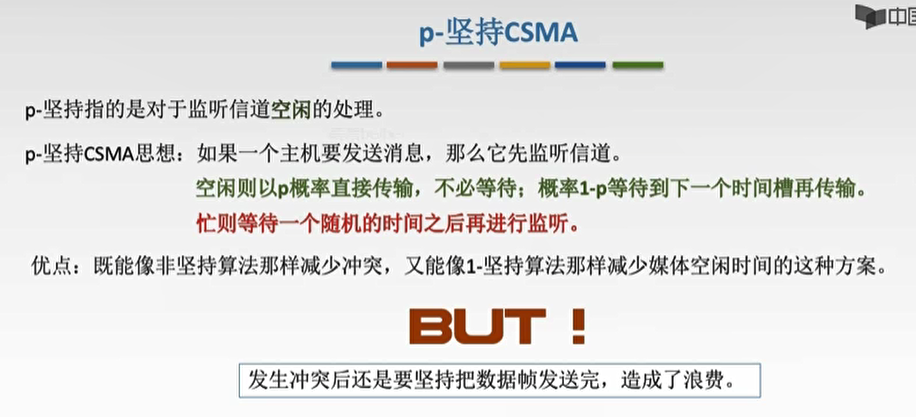 中国
p-坚持CSMA
p-坚持指的是对于监听信道空闲的处理。
p-坚持CSMA思想：如果一个主机要发送消息，那么它先监听信道。
空闲则以p概率直接传输，不必等待；概率1-p等待到下一个时间槽再传输。
忙则等待一个随机的时间之后再进行监听。
优点：既能像非坚持算法那样减少冲突，又能像1-坚持算法那样减少媒体空闲时间的这种方案。
BUT！
发生冲突后还是要坚持把数据帧发送完，造成了浪费。